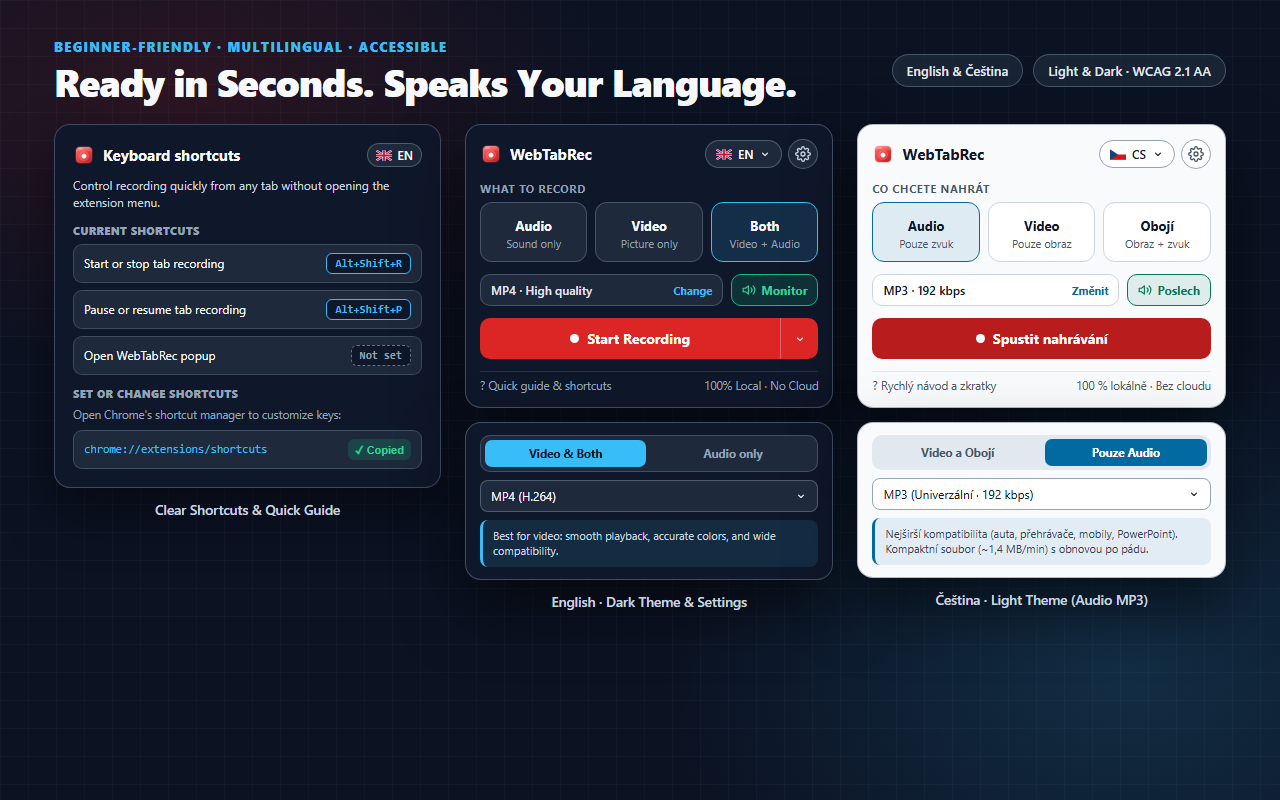 BEGINNER-FRIENDLY · MULTILINGUAL · ACCESSIBLE
Ready in Seconds. Speaks Your Language.
English & Čeština
Light & Dark · WCAG 2.1 AA
Keyboard shortcuts
EN
Control recording quickly from any tab without opening the
extension menu.
CURRENT SHORTCUTS
Start or stop tab recording
Alt+Shift+R
Pause or resume tab recording
Alt+Shift+P
Open WebTabRec popup
Not set
SET OR CHANGE SHORTCUTS
Open Chrome's shortcut manager to customize keys:
chrome://extensions/shortcuts
✓ Copied
Clear Shortcuts & Quick Guide
WebTabRec
EN
WHAT TO RECORD
Audio
Sound only
Video
Picture only
Both
Video + Audio
MP4 · High quality
Change
Monitor
Start Recording
? Quick guide & shortcuts
100% Local · No Cloud
Video & Both
Audio only
MP4 (H.264)
Best for video: smooth playback, accurate colors, and wide
compatibility.
English · Dark Theme & Settings
WebTabRec
CS
CO CHCETE NAHRÁT
Audio
Pouze zvuk
Video
Pouze obraz
Obojí
Obraz + zvuk
MP3 · 192 kbps
Změnit
Poslech
Spustit nahrávání
? Rychlý návod a zkratky
100 % lokálně · Bez cloudu
Video a Obojí
Pouze Audio
MP3 (Univerzální · 192 kbps)
Nejširší kompatibilita (auta, přehrávače, mobily, PowerPoint).
Kompaktní soubor (~1,4 MB/min) s obnovou po pádu.
Čeština · Light Theme (Audio MP3)